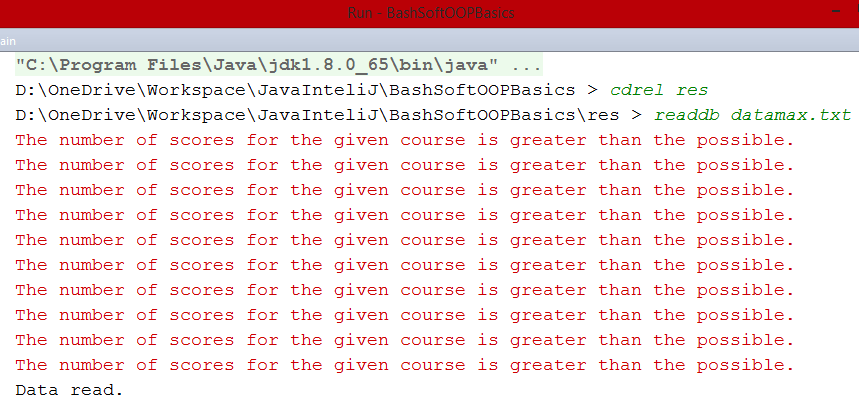 Run - BashSoftOOPBasics
ain
"C:\Program Files\Java\jdk1.8.0_65\bin\java" ...
D:\OneDrive\Workspace\JavaInteliJ\BashSoftOOPBasics > cdrel res
D:\OneDrive\Workspace\JavaInteliJ\BashSoftOOPBasics\res > readdb datamax.txt
The number of scores for the given course is greater than the possible.
The number of scores for the given course is greater than the possible.
The number of scores for the given course is greater than the possible.
The number of scores for the given course is greater than the possible.
The number of scores for the given course is greater than the possible.
The number of scores for the given course is greater than the possible.
The number of scores for the given course is greater than the possible.
The number of scores for the given course is greater than the possible.
The number of scores for the given course is greater than the possible.
The number of scores for the given course is greater than the possible.
Data read.